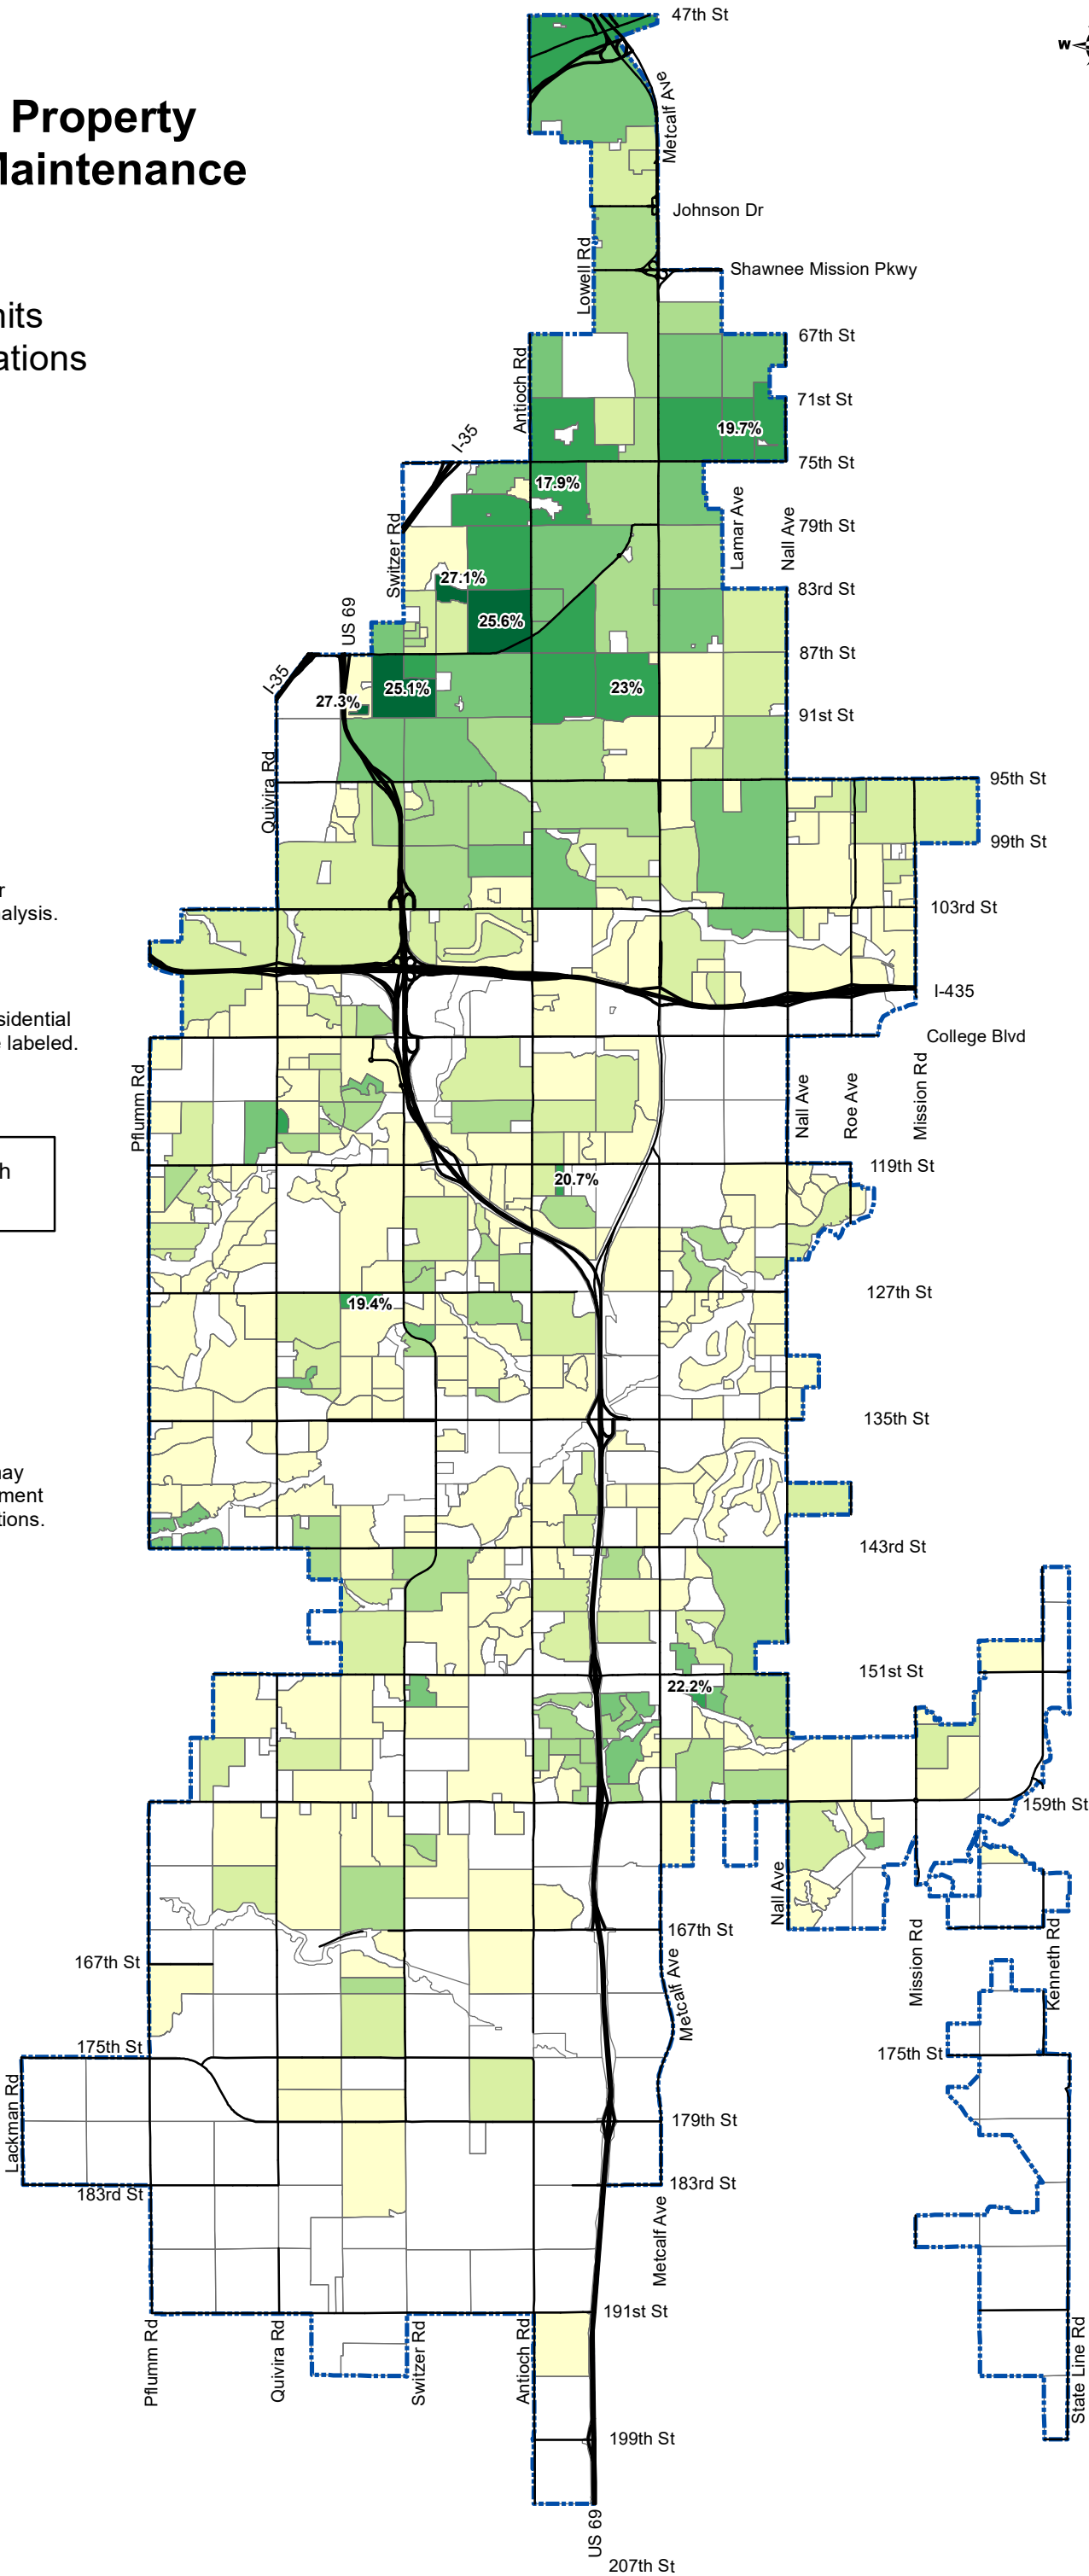 47th St
W
Property
Maintenance
Metcalf Ave
Johnson Dr
Lowell Rd
Shawnee Mission Pkwy
nits
ations
67th St
Antioch Rd
71st St
19.7%
I-35
75th St
17.9%
Switzer Rd
Lamar Ave
Nall Ave
79th St
27.1%
83rd St
25.6%
US 69
87th St
I-35
27.3%
25.1%
23%
91st St
Quivira Rd
95th St
99th St
r
nalysis.
103rd St
I-435
sidential
e labeled.
College Blvd
Pflumm Rd
Nall Ave
Roe Ave
Mission Rd
h
119th St
20.7%
127th St
19.4%
135th St
nay
ment
tions.
143rd St
151st St
22.2%
159th St
Nall Ave
167th St
Mission Rd
Kenneth Rd
167th St
Metcalf Ave
175th St
175th St
Lackman Rd
179th St
183rd St
183rd St
Metcalf Ave
191st St
Pflumm Rd
Quivira Rd
Switzer Rd
Antioch Rd
State Line Rd
199th St
US 69
207th St